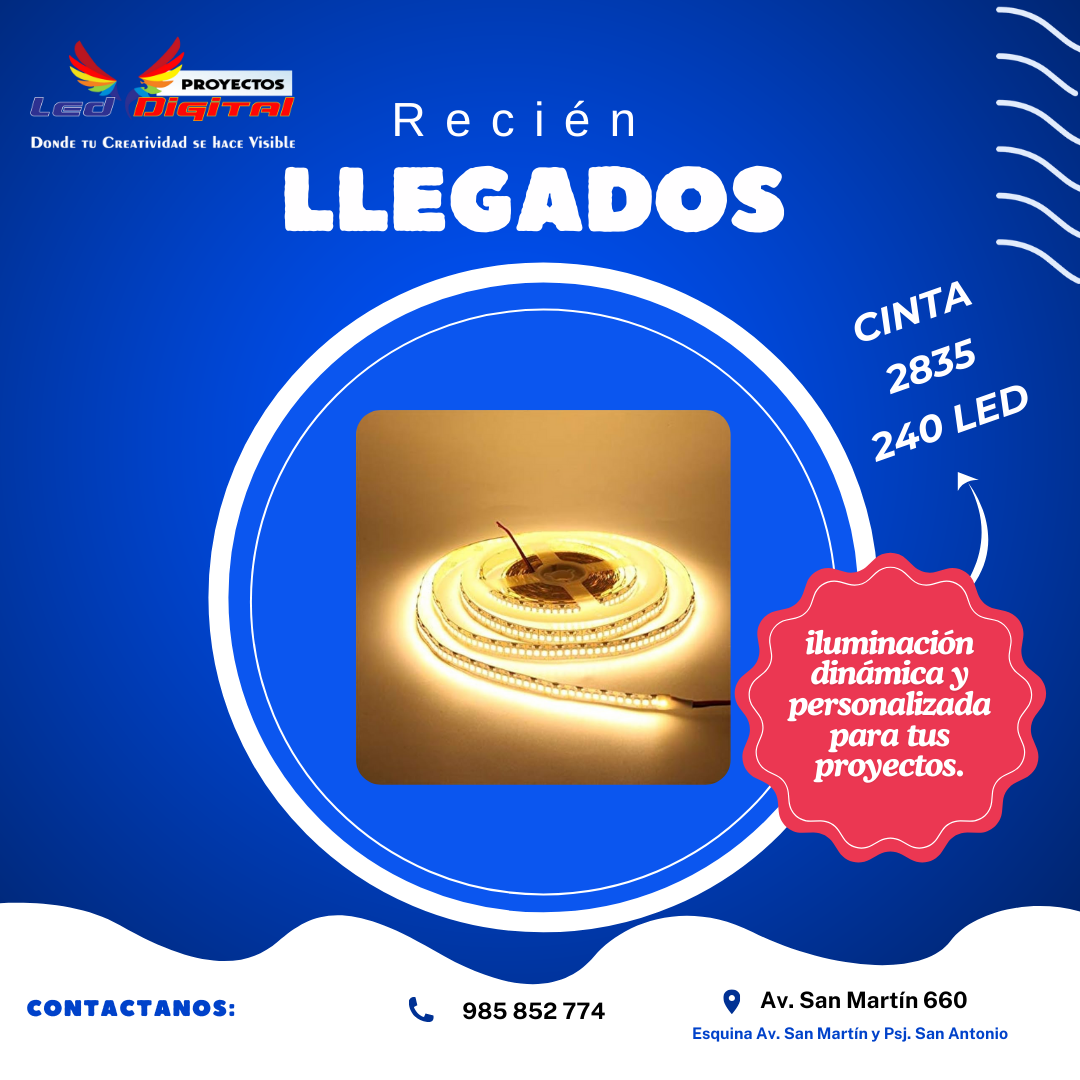 PROYECTOS
Led Digital
Donde tu Creatividad se hace Visible
Recién
LLEGADOS
CINTA
2835
240 LED
iluminación
dinámica y
personalizada
para tus
proyectos.
CONTACTANOS:
985 852 774
Av. San Martín 660
Esquina Av. San Martín y Psj. San Antonio